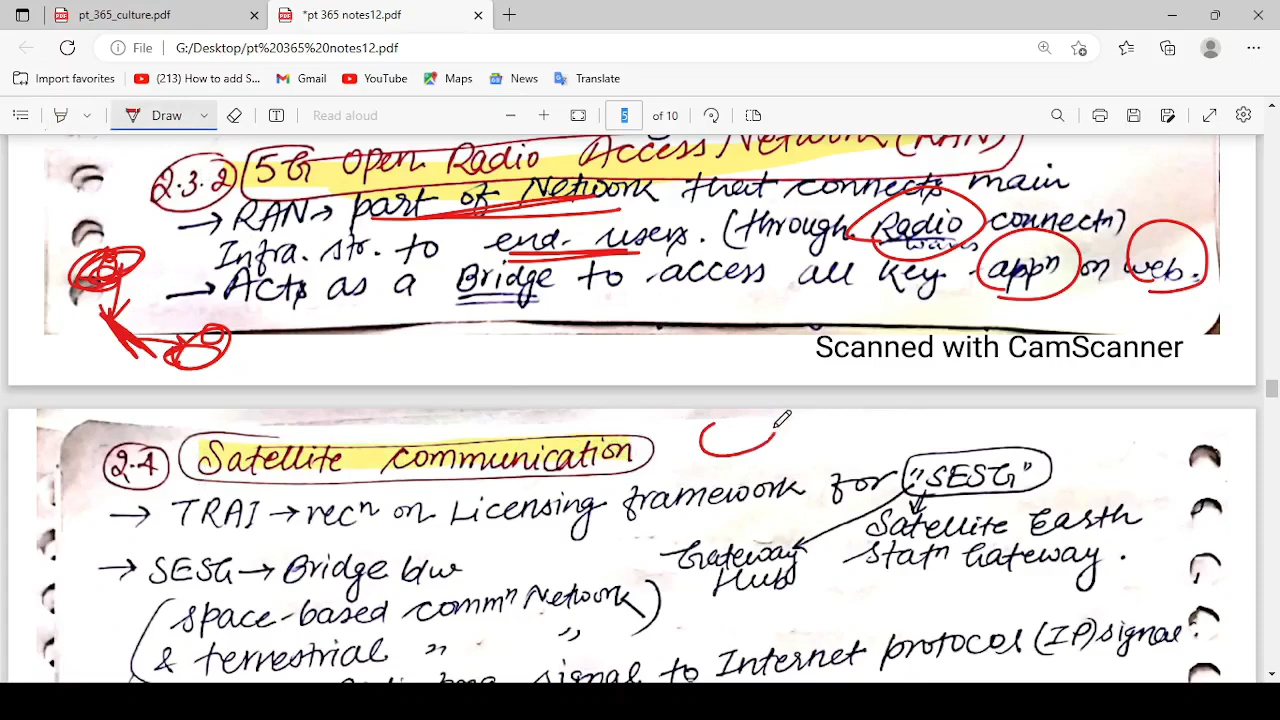 pt_365_culture.pdf
*pt 365 notes12.pdf
File
G:/Desktop/pt%20365%20notes12.pdf
Import favorites
(213) How to add S...
Gmail
YouTube
Maps
News
Translate
Draw
Read aloud
5
of 10
2.3.2 5G Open Radio Access Network (RAN)
→ RAN → part of Network that connects main
Infra. str. to end-users. (through Radio connectn)
waves
→ Acts as a Bridge to access all key appn on web.
Scanned with CamScanner
2.4 Satellite communication
→ TRAI → recn on Licensing framework for "SESG"
Satellite Earth
Statn Gateway.
Gateway
Hub
→ SESG → Bridge b/w
(space-based commn Network)
& terrestrial " "
signal to Internet protocol (IP) signal.